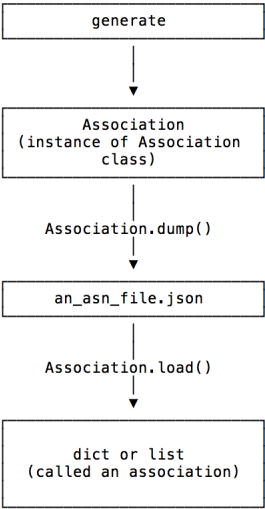 generate
Association
(instance of Association
class)
Association.dump()
an_asn_file.json
Association.load()
dict or list
(called an association)